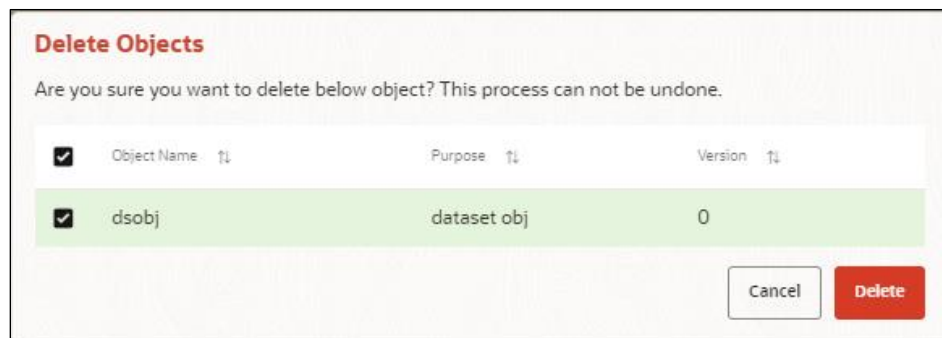 Delete Objects
Are you sure you want to delete below object? This process can not be undone.
Object Name Purpose Version
dsobj dataset obj 0
Cancel Delete